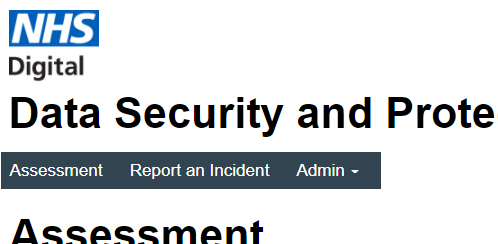 NHS
Digital
Data Security and Prote
Assessment Report an Incident Admin
Assessment